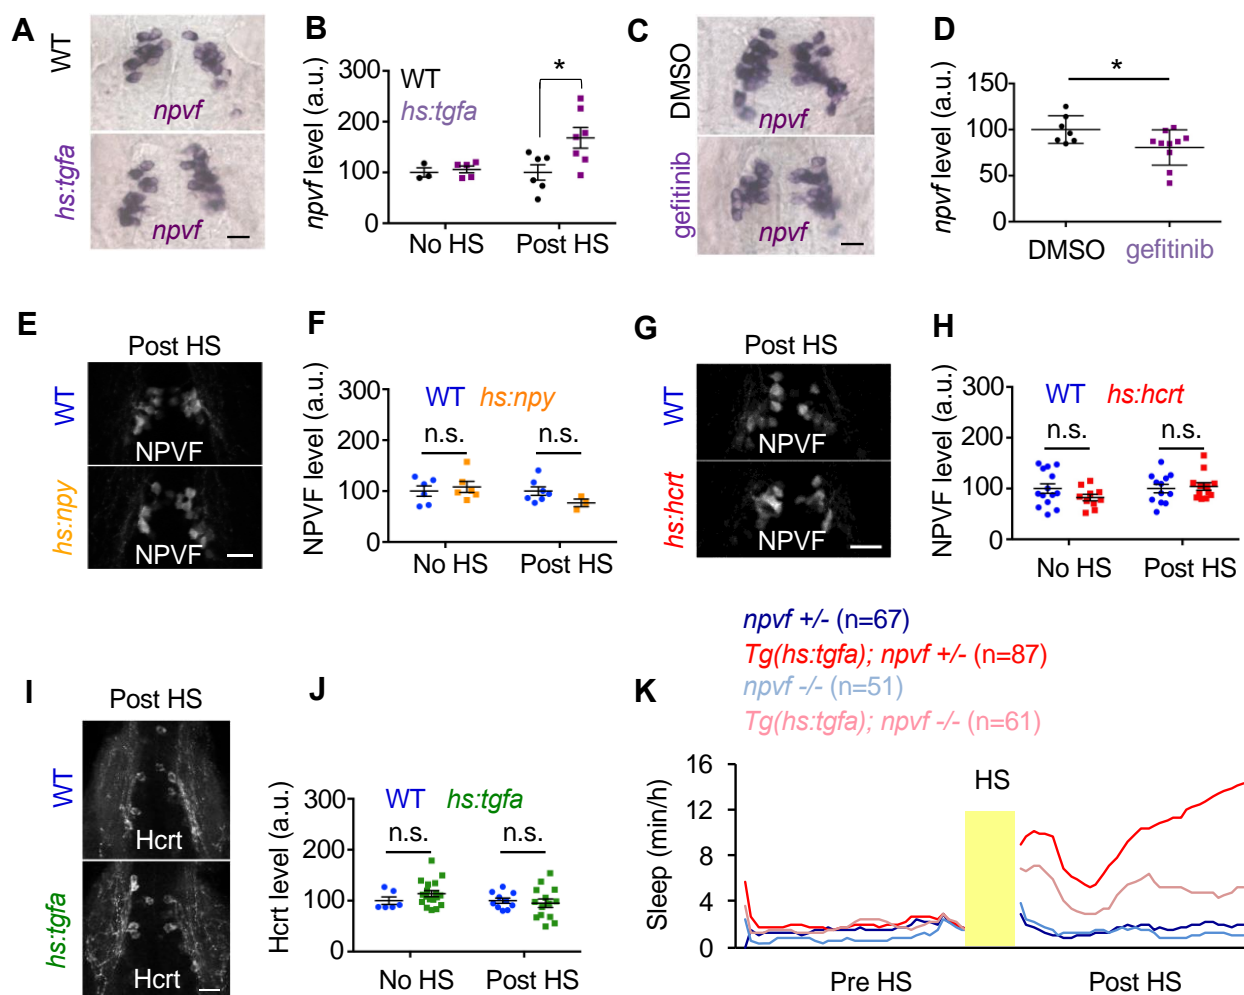 A
WT
npvf
hs:tgfa
npvf
B
npvf level (a.u.)
300
200
100
0
WT
hs:tgfa
*
No HS
Post HS
C
DMSO
npvf
gefitinib
npvf
D
npvf level (a.u.)
150
100
50
0
*
DMSO
gefitinib
E
Post HS
WT
NPVF
hs:npy
NPVF
F
NPVF level (a.u.)
300
200
100
0
WT hs:npy
n.s.
n.s.
No HS
Post HS
G
Post HS
WT
NPVF
hs:hcrt
NPVF
H
NPVF level (a.u.)
300
200
100
0
WT hs:hcrt
n.s.
n.s.
No HS
Post HS
I
Post HS
WT
Hcrt
hs:tgfa
Hcrt
J
Hcrt level (a.u.)
300
200
100
0
WT hs:tgfa
n.s.
n.s.
No HS
Post HS
K
npvf +/- (n=67)
Tg(hs:tgfa); npvf +/- (n=87)
npvf -/- (n=51)
Tg(hs:tgfa); npvf -/- (n=61)
Sleep (min/h)
16
12
8
4
0
HS
Pre HS
Post HS